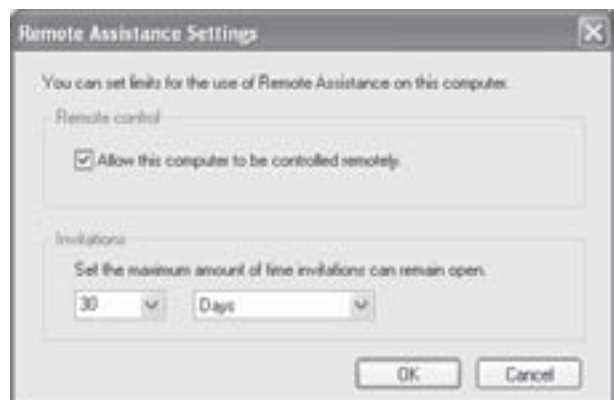 Remote Assistance Settings
You can set limits for the use of Remote Assistance on this computer.
Remote control
Allow this computer to be controlled remotely
Invitations
Set the maximum amount of time invitations can remain open.
30 Days
OK Cancel